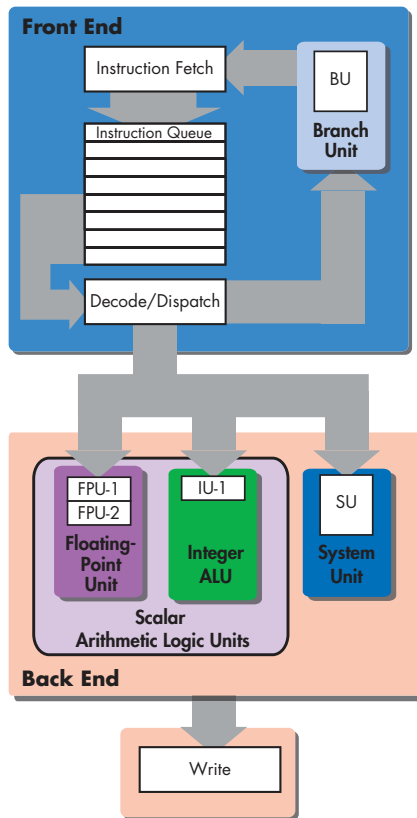 Front End
Instruction Fetch
BU
Branch
Unit
Instruction Queue
Decode/Dispatch
FPU-1
FPU-2
Floating-
Point
Unit
IU-1
Integer
ALU
SU
System
Unit
Scalar
Arithmetic Logic Units
Back End
Write